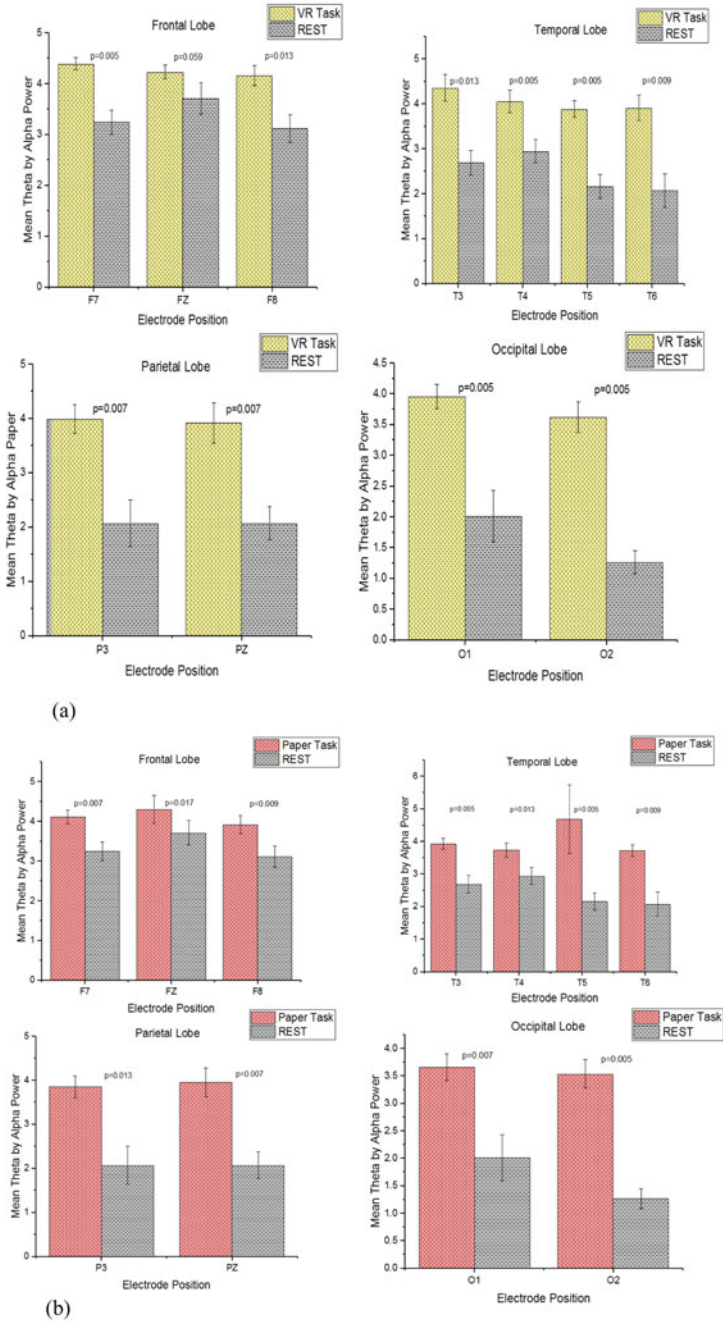 Frontal Lobe
VR Task
REST
p=0.005
p=0.059
p=0.013
Mean Theta by Alpha Power
5
4
3
2
1
0
F7
FZ
F8
Electrode Position
Temporal Lobe
VR Task
REST
p=0.013
p=0.005
p=0.005
p=0.009
Mean Theta by Alpha Power
5
4
3
2
1
0
T3
T4
T5
T6
Electrode Position
Parietal Lobe
VR Task
REST
p=0.007
p=0.007
Mean Theta by Alpha Paper
5
4
3
2
1
0
P3
PZ
Electrode Position
Occipital Lobe
VR Task
REST
p=0.005
p=0.005
Mean Theta by Alpha Power
4.5
4.0
3.5
3.0
2.5
2.0
1.5
1.0
0.5
0.0
O1
O2
Electrode Position
(a)
Frontal Lobe
Paper Task
REST
p=0.007
p=0.017
p=0.009
Mean Theta by Alpha Power
5
4
3
2
1
0
F7
FZ
F8
Electrode Position
Temporal Lobe
Paper Task
REST
p=0.005
p=0.013
p=0.005
p=0.009
Mean Theta by Alpha Power
6
5
4
3
2
1
0
T3
T4
T5
T6
Electrode Position
Parietal Lobe
Paper Task
REST
p=0.013
p=0.007
Mean Theta by Alpha Power
5
4
3
2
1
0
P3
PZ
Electrode Position
Occipital Lobe
Paper Task
REST
p=0.007
p=0.005
Mean Theta by Alpha Power
4.0
3.5
3.0
2.5
2.0
1.5
1.0
0.5
0.0
O1
O2
Electrode Position
(b)